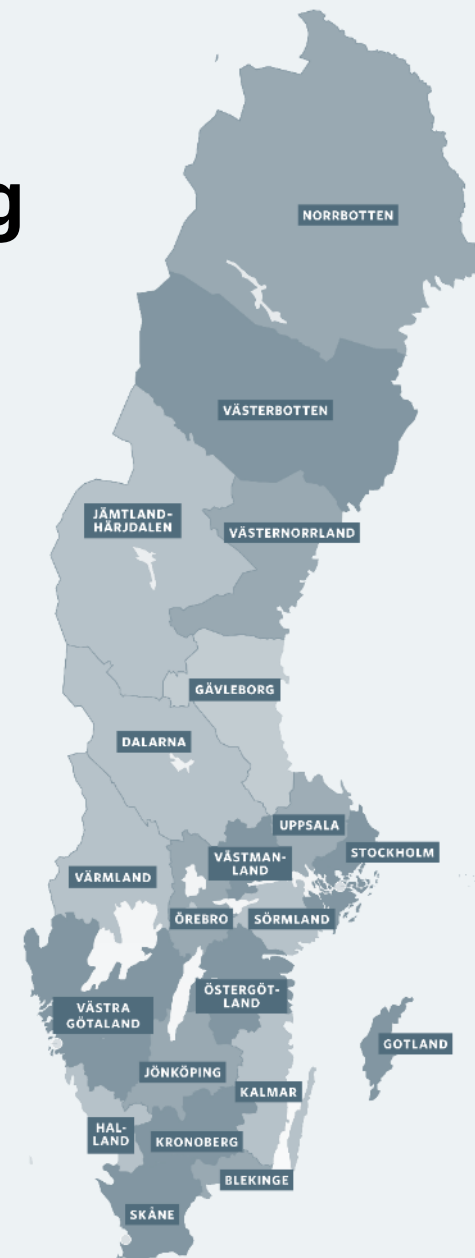 g
NORRBOTTEN
VÄSTERBOTTEN
JÄMTLAND-
HÄRJDALEN
VÄSTERNORRLAND
GÄVLEBORG
DALARNA
UPPSALA
STOCKHOLM
VÄSTMAN-
LAND
VÄRMLAND
ÖREBRO
SÖRMLAND
ÖSTERGÖT-
LAND
VÄSTRA
GÖTALAND
GOTLAND
JÖNKÖPING
KALMAR
HAL-
LAND
KRONOBERG
BLEKINGE
SKÅNE